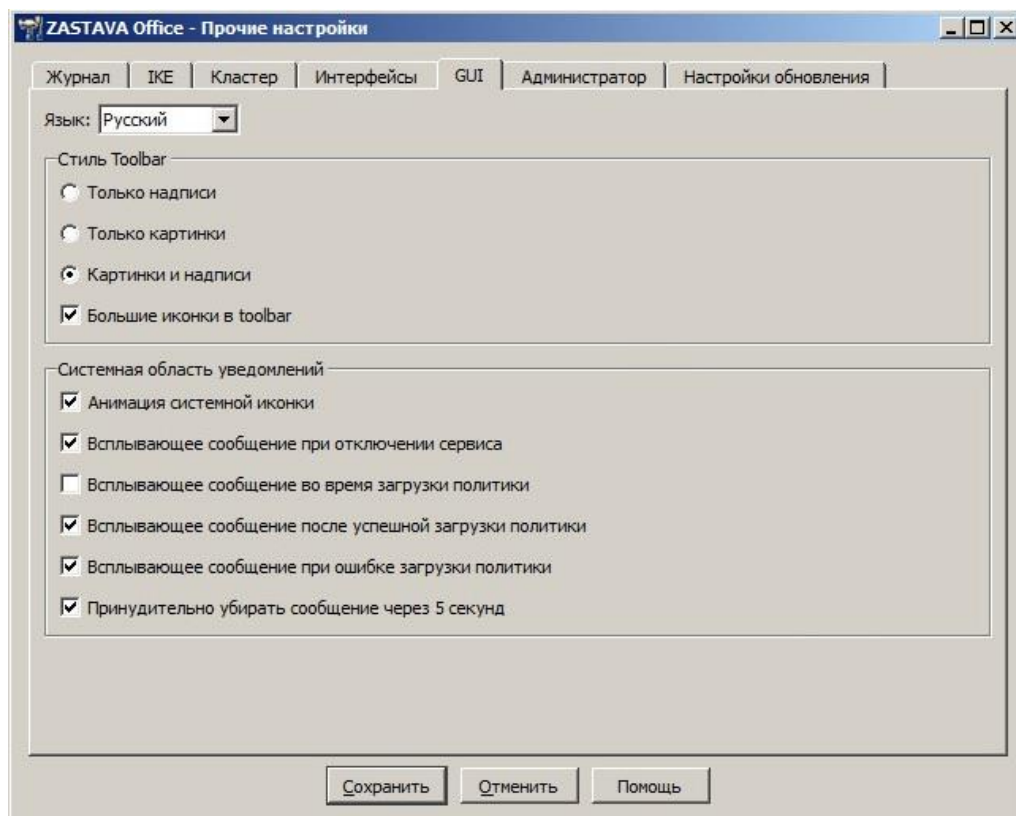 ZASTAVA Office - Прочие настройки
Журнал IKE Кластер Интерфейсы GUI Администратор Настройки обновления
Язык: Русский
Стиль Toolbar
Только надписи
Только картинки
Картинки и надписи
Большие иконки в toolbar
Системная область уведомлений
Анимация системной иконки
Всплывающее сообщение при отключении сервиса
Всплывающее сообщение во время загрузки политики
Всплывающее сообщение после успешной загрузки политики
Всплывающее сообщение при ошибке загрузки политики
Принудительно убирать сообщение через 5 секунд
Сохранить Отменить Помощь